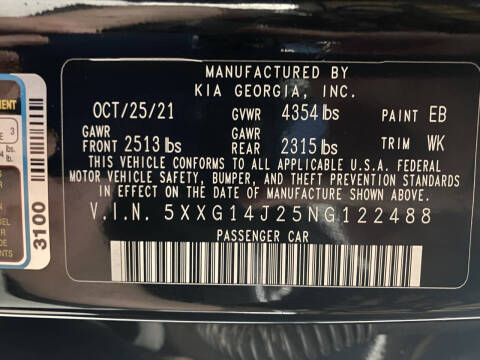 MANUFACTURED BY
KIA GEORGIA, INC.
OCT/25/21 GVWR 4354 lbs PAINT EB
GAWR GAWR
FRONT 2513 lbs REAR 2315 lbs TRIM WK
THIS VEHICLE CONFORMS TO ALL APPLICABLE U.S.A. FEDERAL
MOTOR VEHICLE SAFETY, BUMPER, AND THEFT PREVENTION STANDARDS
IN EFFECT ON THE DATE OF MANUFACTURE SHOWN ABOVE.
V.I.N. 5XXG14J25NG122488
PASSENGER CAR
3100